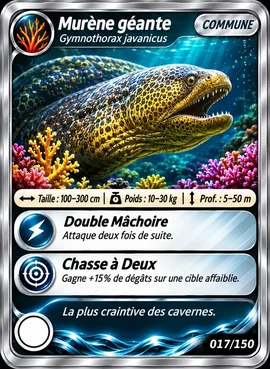 Murène géante
COMMUNE
Gymnothorax javanicus
Taille : 100–300 cm | Poids : 10–30 kg | Prof. : 5–50 m
Double Mâchoire
Attaque deux fois de suite.
Chasse à Deux
Gagne +15% de dégâts sur une cible affaiblie.
La plus craintive des cavernes.
017/150